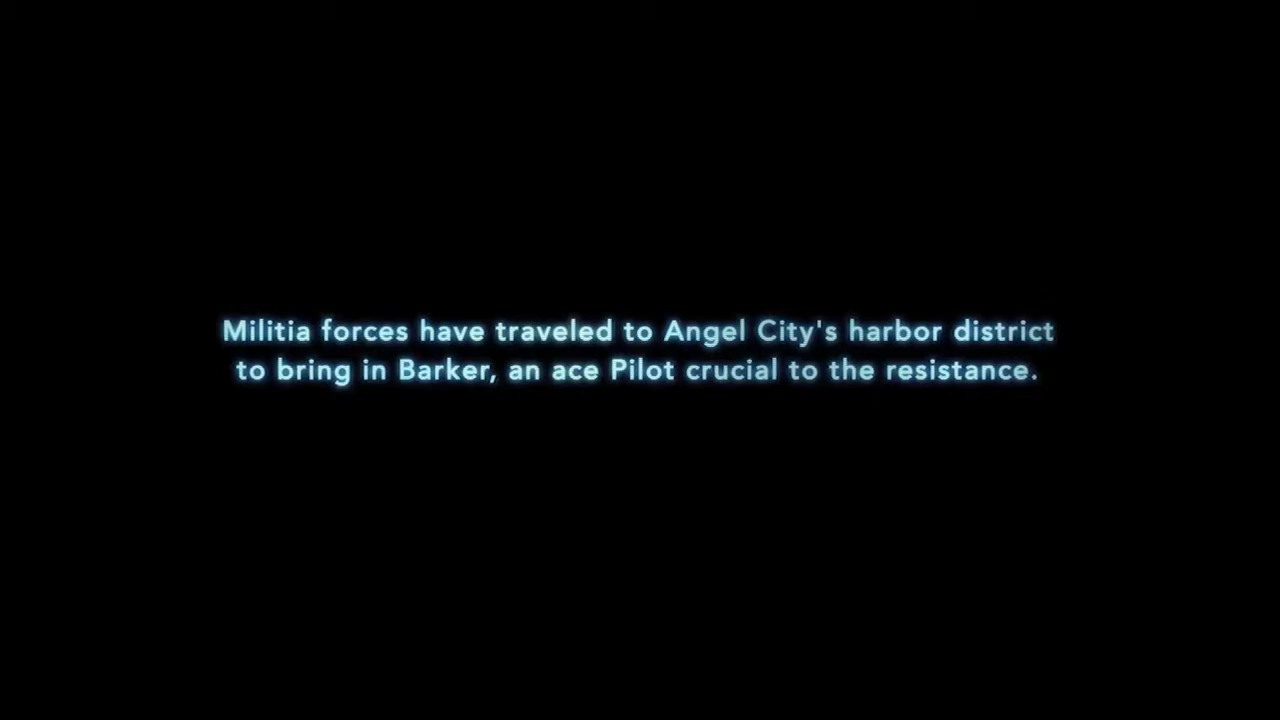 Militia forces have traveled to Angel City's harbor district
to bring in Barker, an ace Pilot crucial to the resistance.